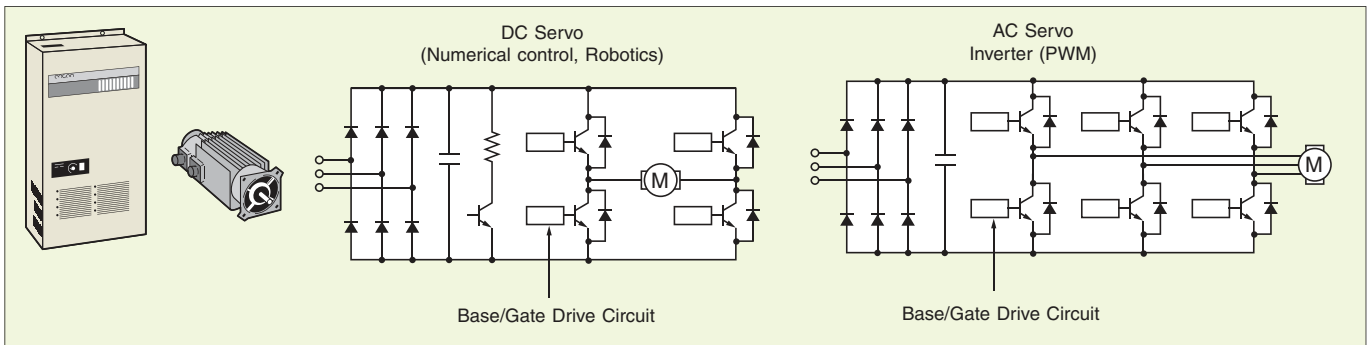 DC Servo
(Numerical control, Robotics)
M
Base/Gate Drive Circuit
AC Servo
Inverter (PWM)
M
Base/Gate Drive Circuit